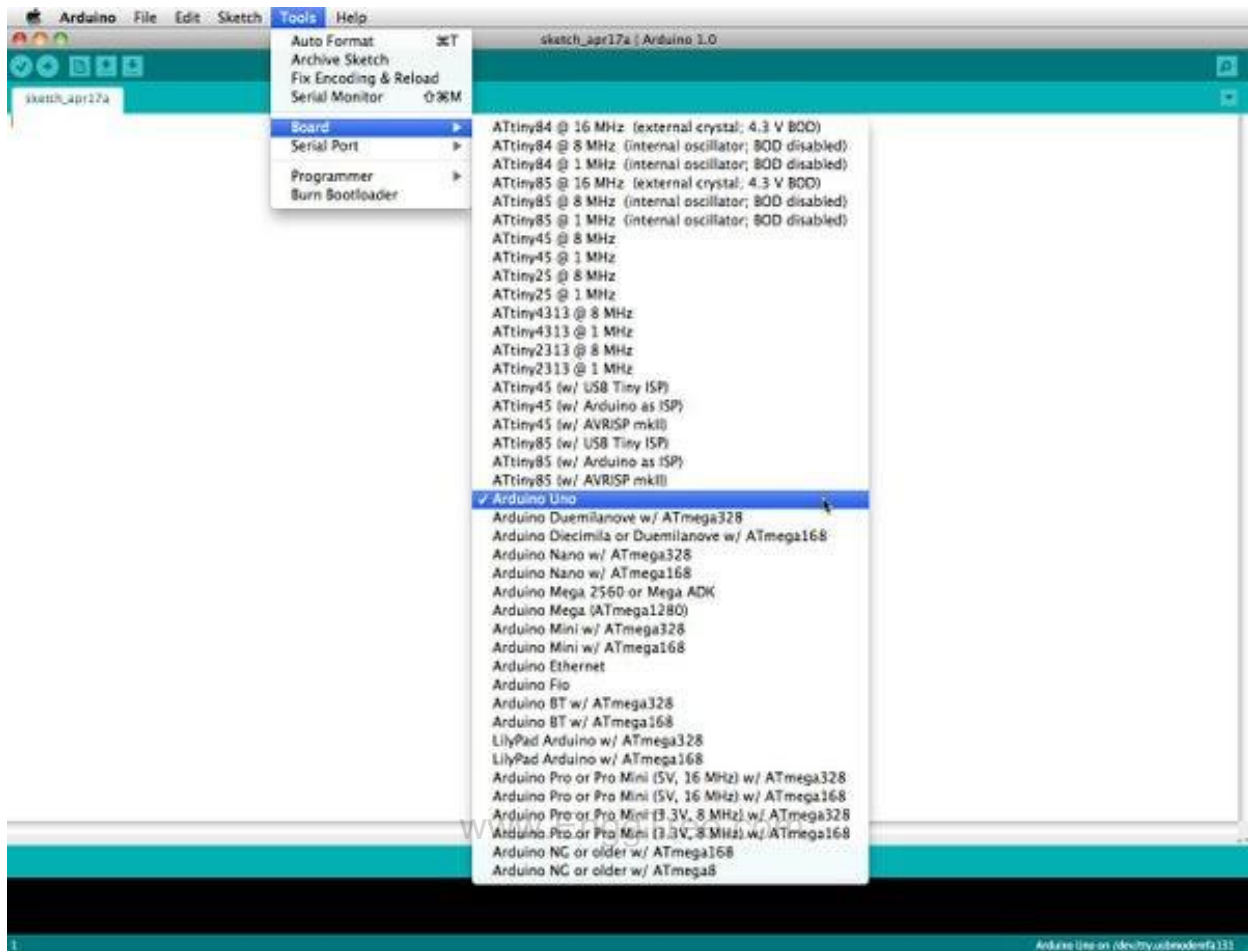 Arduino File Edit Sketch Tools Help
sketch_apr17a | Arduino 1.0
sketch_apr17a
Auto Format ⌘T
Archive Sketch
Fix Encoding & Reload
Serial Monitor ⇧⌘M
Board
Serial Port
Programmer
Burn Bootloader
ATtiny84 @ 16 MHz (external crystal; 4.3 V BOD)
ATtiny84 @ 8 MHz (internal oscillator; BOD disabled)
ATtiny84 @ 1 MHz (internal oscillator; BOD disabled)
ATtiny85 @ 16 MHz (external crystal; 4.3 V BOD)
ATtiny85 @ 8 MHz (internal oscillator; BOD disabled)
ATtiny85 @ 1 MHz (internal oscillator; BOD disabled)
ATtiny45 @ 8 MHz
ATtiny45 @ 1 MHz
ATtiny25 @ 8 MHz
ATtiny25 @ 1 MHz
ATtiny4313 @ 8 MHz
ATtiny4313 @ 1 MHz
ATtiny2313 @ 8 MHz
ATtiny2313 @ 1 MHz
ATtiny45 (w/ USB Tiny ISP)
ATtiny45 (w/ Arduino as ISP)
ATtiny45 (w/ AVRISP mkII)
ATtiny85 (w/ USB Tiny ISP)
ATtiny85 (w/ Arduino as ISP)
ATtiny85 (w/ AVRISP mkII)
✓ Arduino Uno
Arduino Duemilanove w/ ATmega328
Arduino Diecimila or Duemilanove w/ ATmega168
Arduino Nano w/ ATmega328
Arduino Nano w/ ATmega168
Arduino Mega 2560 or Mega ADK
Arduino Mega (ATmega1280)
Arduino Mini w/ ATmega328
Arduino Mini w/ ATmega168
Arduino Ethernet
Arduino Fio
Arduino BT w/ ATmega328
Arduino BT w/ ATmega168
LilyPad Arduino w/ ATmega328
LilyPad Arduino w/ ATmega168
Arduino Pro or Pro Mini (5V, 16 MHz) w/ ATmega328
Arduino Pro or Pro Mini (5V, 16 MHz) w/ ATmega168
Arduino Pro or Pro Mini (3.3V, 8 MHz) w/ ATmega328
Arduino Pro or Pro Mini (3.3V, 8 MHz) w/ ATmega168
Arduino NG or older w/ ATmega168
Arduino NG or older w/ ATmega8
1
Arduino Uno on /dev/tty.usbmodemfa131